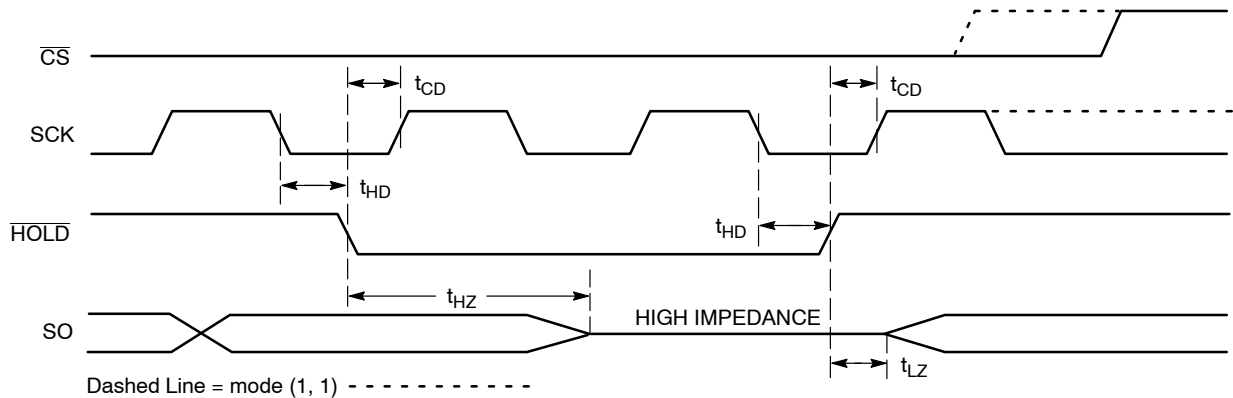 CS
tCD
tCD
SCK
tHD
HOLD
tHD
tHZ
SO
HIGH IMPEDANCE
tLZ
Dashed Line = mode (1, 1)